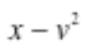 x − v²